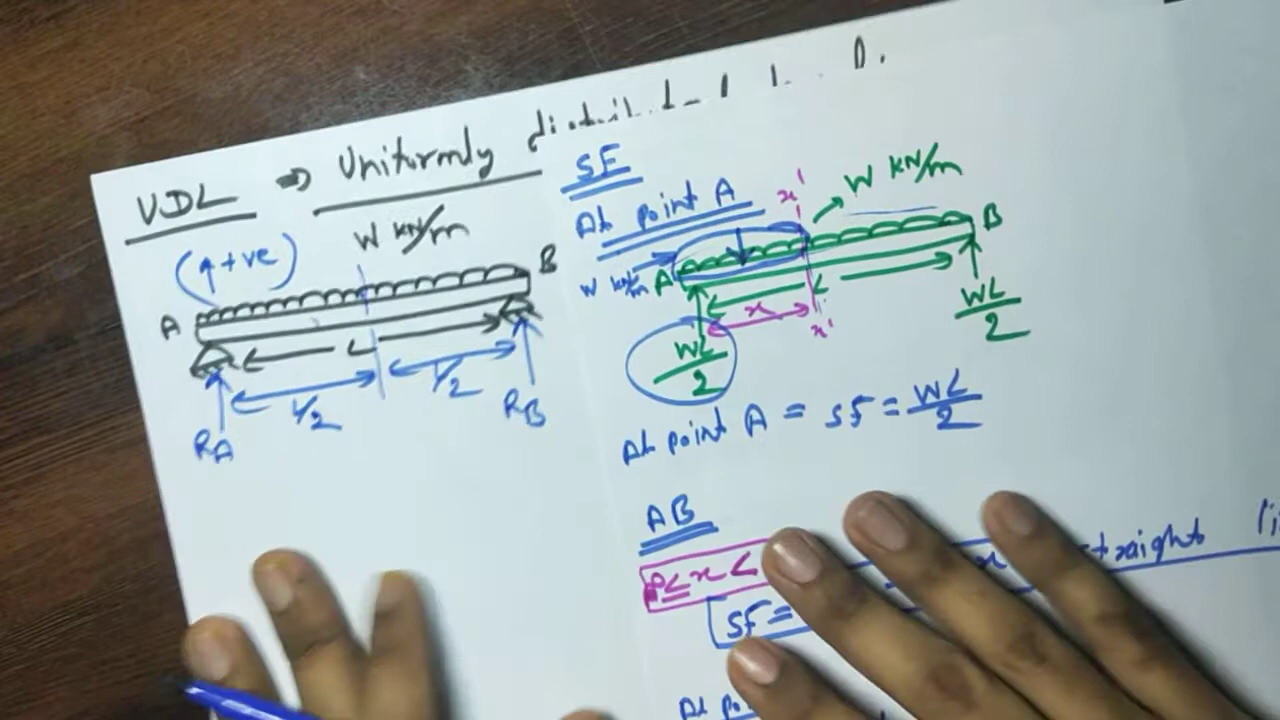 UDL ⇒ Uniformly
(↑+ve)
W kN/m
A
B
L
L/2
L/2
RA
RB
SF
At point A
x'
W kN/m
W kN/m
A
B
L
x
x'
WL/2
WL/2
At point A = SF = WL/2
AB
≤ x <
x straight
SF =
At